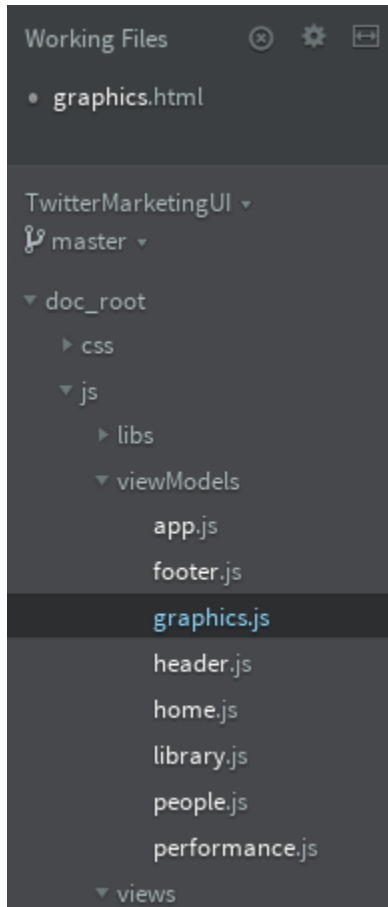 Working Files
graphics.html
TwitterMarketingUI
master
doc_root
css
js
libs
viewModels
app.js
footer.js
graphics.js
header.js
home.js
library.js
people.js
performance.js
views